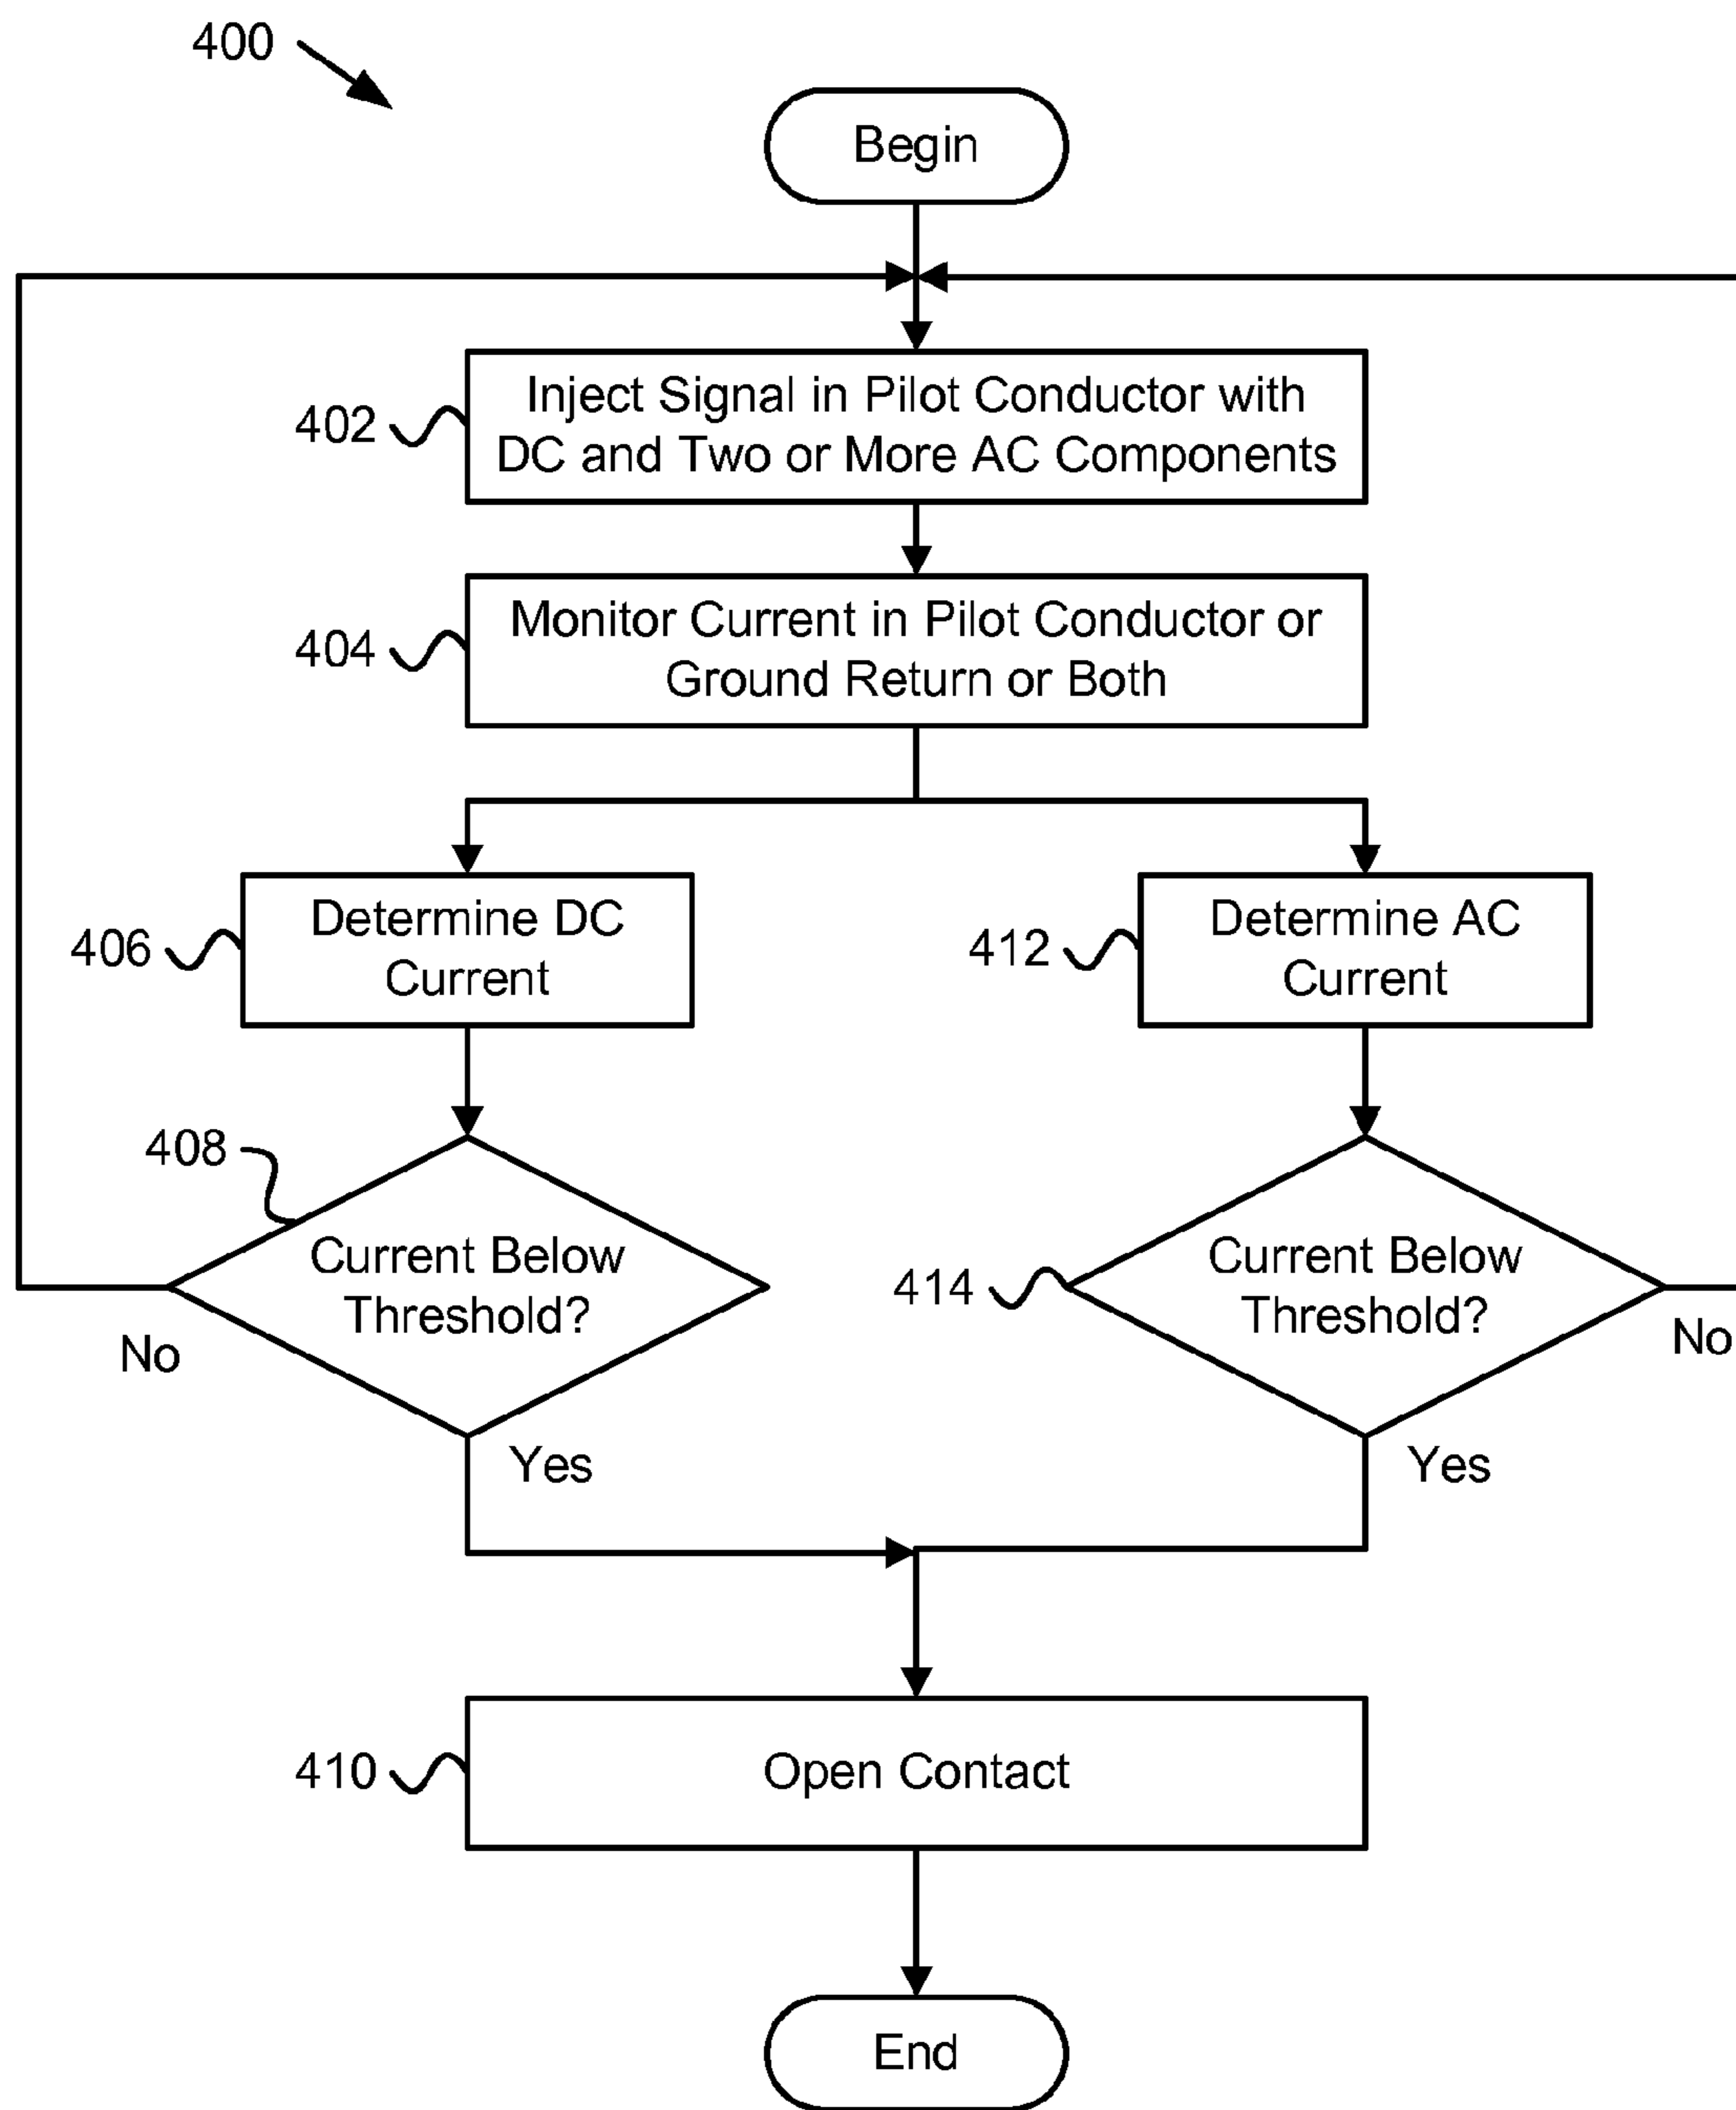 400
Begin
402
Inject Signal in Pilot Conductor with
DC and Two or More AC Components
404
Monitor Current in Pilot Conductor or
Ground Return or Both
406
Determine DC
Current
412
Determine AC
Current
408
Current Below
Threshold?
No
Yes
414
Current Below
Threshold?
No
Yes
410
Open Contact
End